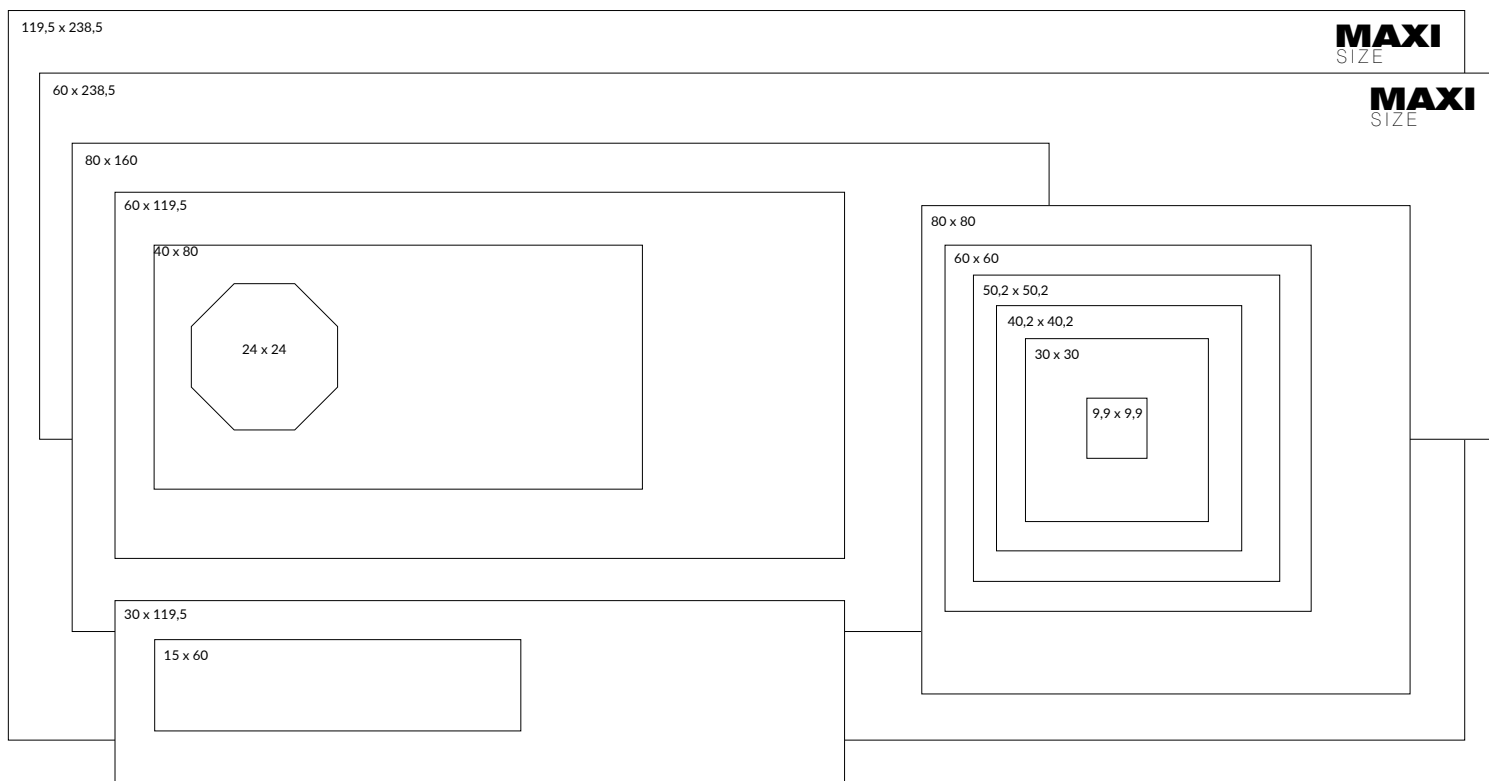 119,5 x 238,5
MAXI
SIZE
60 x 238,5
MAXI
SIZE
80 x 160
60 x 119,5
80 x 80
40 x 80
60 x 60
50,2 x 50,2
40,2 x 40,2
24 x 24
30 x 30
9,9 x 9,9
30 x 119,5
15 x 60